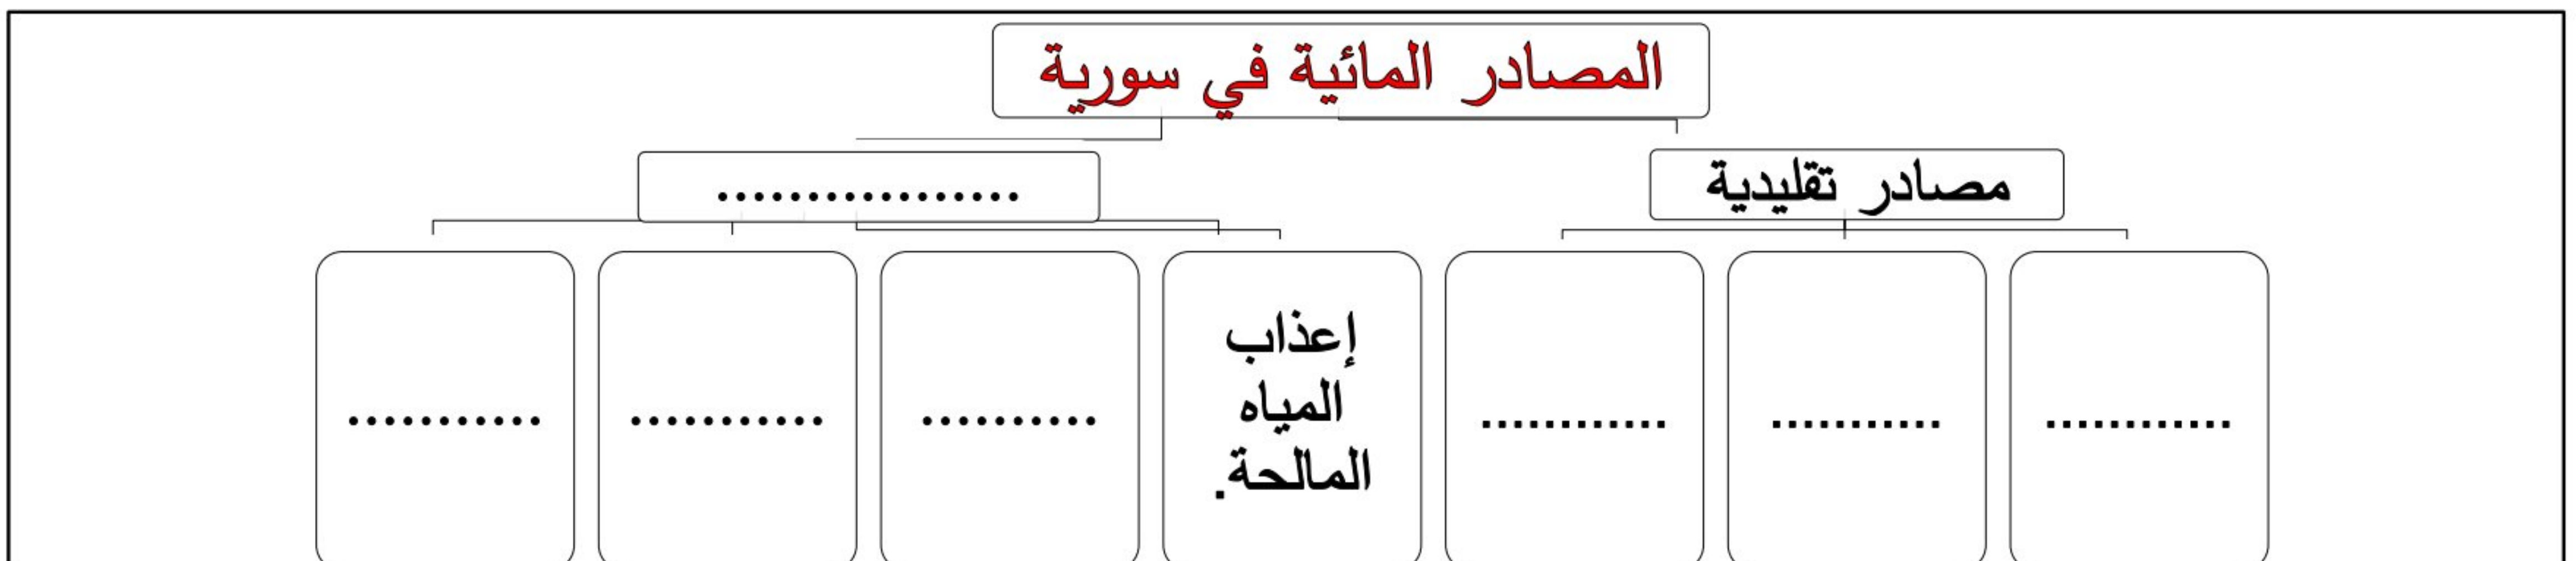 المصادر المائية في سورية
مصادر تقليدية
................
............
...........
............
إعذاب
المياه
المالحة.
..........
...........
...........